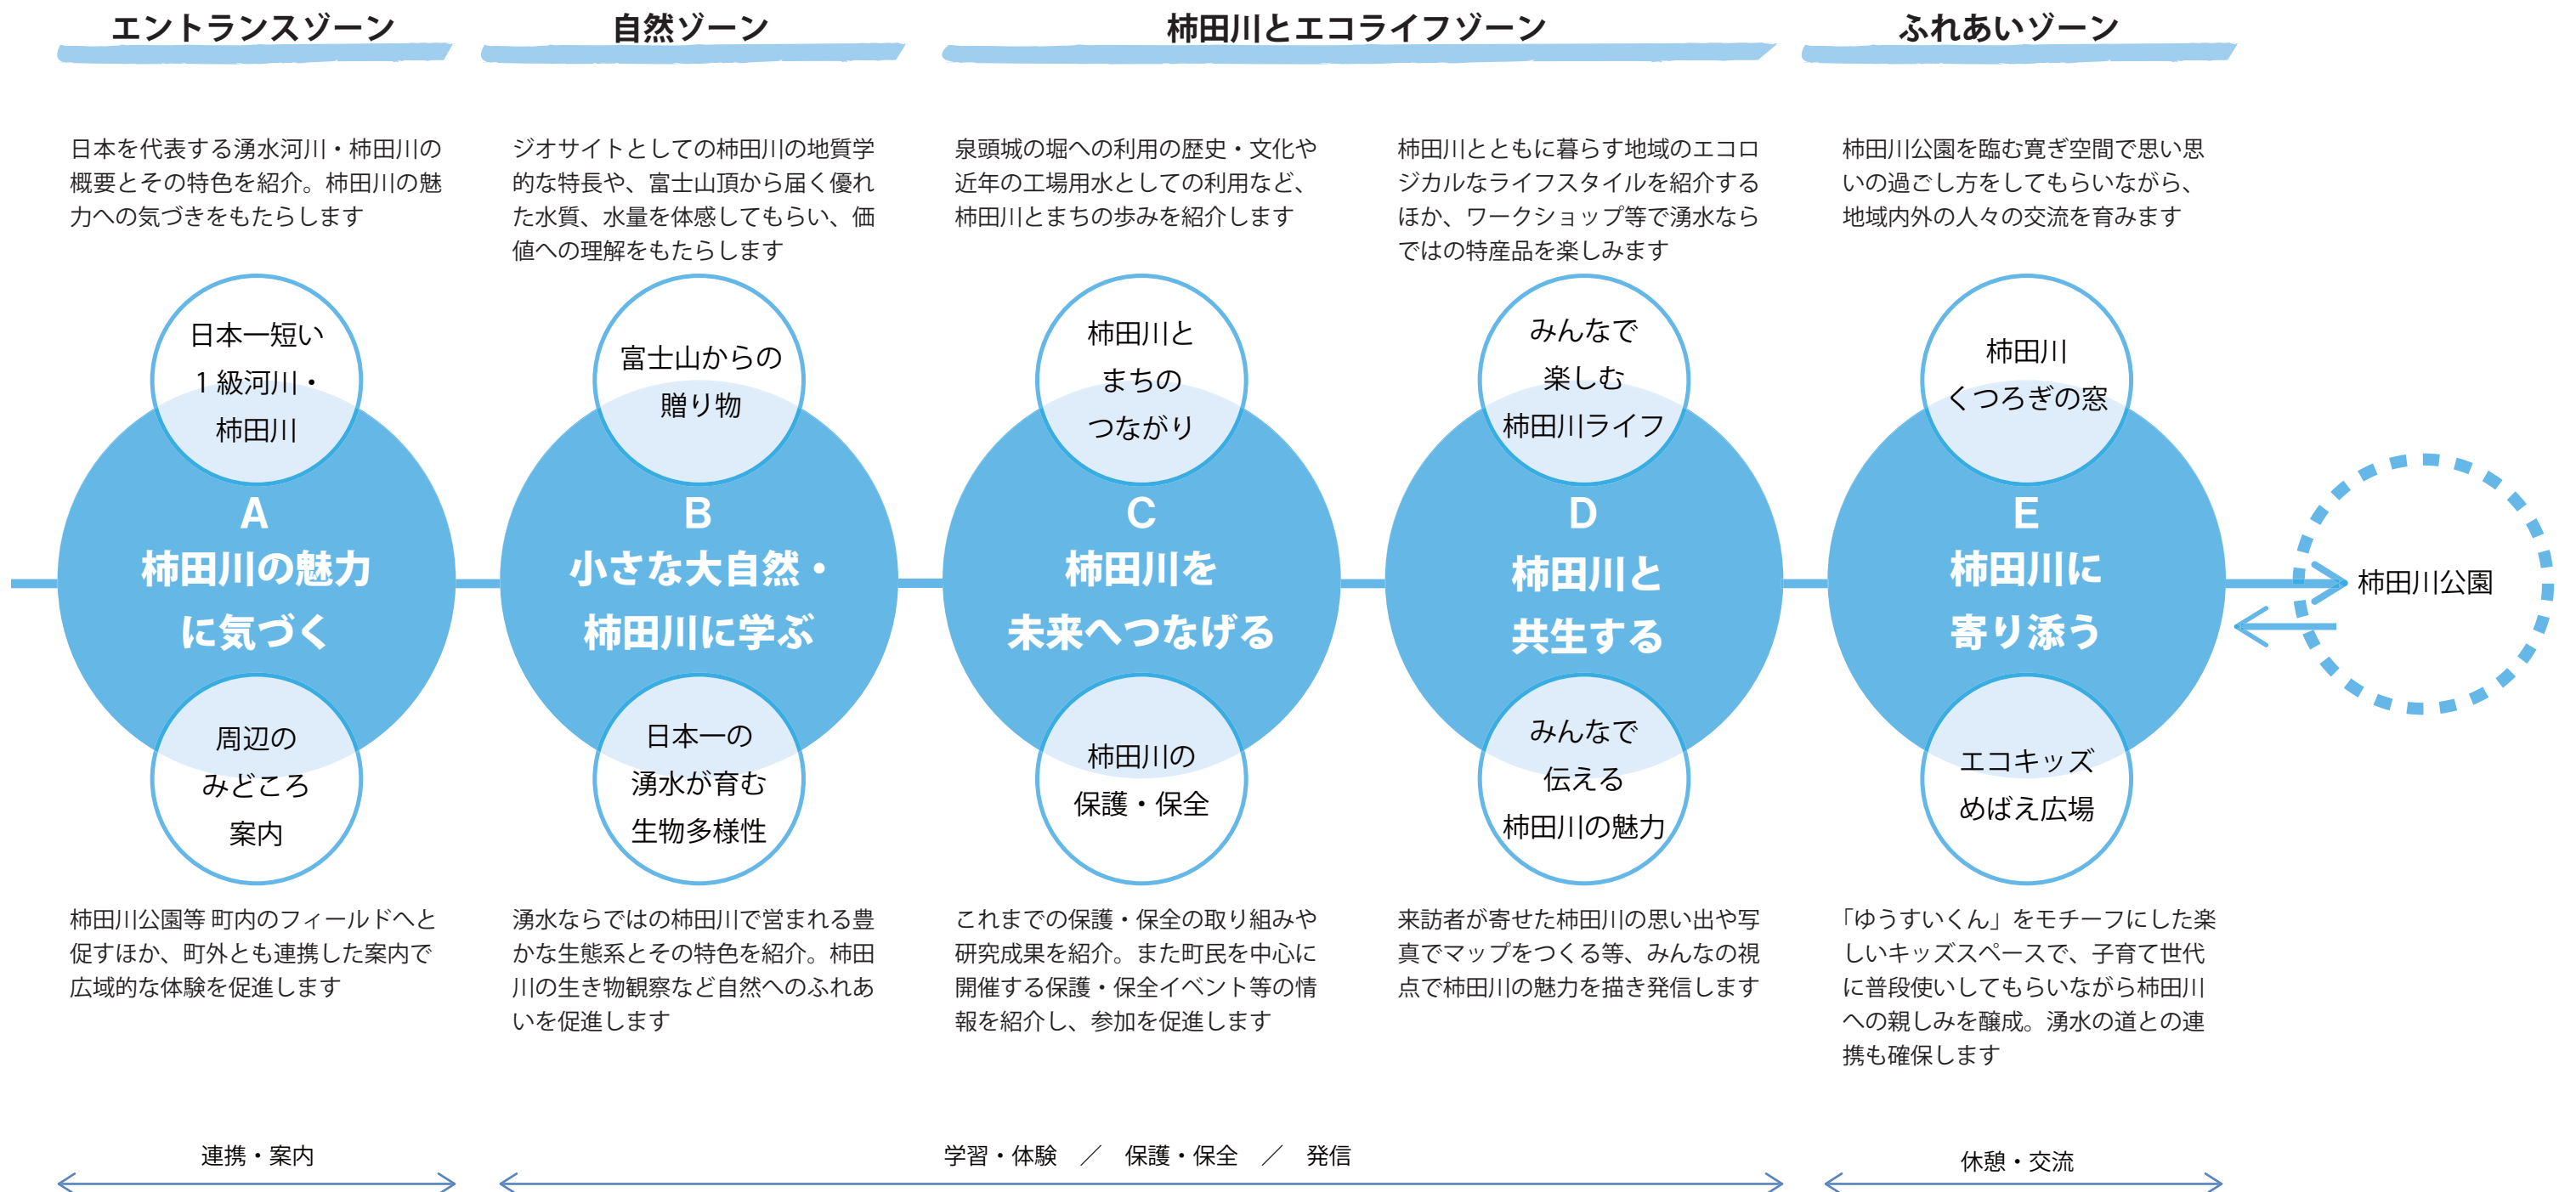 エントランスゾーン
自然ゾーン
柿田川とエコライフゾーン
ふれあいゾーン
日本を代表する湧水河川・柿田川の
概要とその特色を紹介。柿田川の魅
力への気づきをもたらします
ジオサイトとしての柿田川の地質学
的な特長や、富士山頂から届く優れ
た水質、水量を体感してもらい、価
値への理解をもたらします
泉頭城の堀への利用の歴史・文化や
近年の工場用水としての利用など、
柿田川とまちの歩みを紹介します
柿田川とともに暮らす地域のエコロ
ジカルなライフスタイルを紹介する
ほか、ワークショップ等で湧水なら
ではの特産品を楽しみます
柿田川公園を臨む寛ぎ空間で思い思
いの過ごし方をしてもらいながら、
地域内外の人々の交流を育みます
日本一短い
1 級河川・
柿田川
富士山からの
贈り物
柿田川と
まちの
つながり
みんなで
楽しむ
柿田川ライフ
柿田川
くつろぎの窓
A
柿田川の魅力
に気づく
B
小さな大自然・
柿田川に学ぶ
C
柿田川を
未来へつなげる
D
柿田川と
共生する
E
柿田川に
寄り添う
柿田川公園
周辺の
みどころ
案内
日本一の
湧水が育む
生物多様性
柿田川の
保護・保全
みんなで
伝える
柿田川の魅力
エコキッズ
めばえ広場
柿田川公園等 町内のフィールドへと
促すほか、町外とも連携した案内で
広域的な体験を促進します
湧水ならではの柿田川で営まれる豊
かな生態系とその特色を紹介。柿田
川の生き物観察など自然へのふれあ
いを促進します
これまでの保護・保全の取り組みや
研究成果を紹介。また町民を中心に
開催する保護・保全イベント等の情
報を紹介し、参加を促進します
来訪者が寄せた柿田川の思い出や写
真でマップをつくる等、みんなの視
点で柿田川の魅力を描き発信します
「ゆうすいくん」をモチーフにした楽
しいキッズスペースで、子育て世代
に普段使いしてもらいながら柿田川
への親しみを醸成。湧水の道との連
携も確保します
連携・案内
学習・体験　／　保護・保全　／　発信
休憩・交流